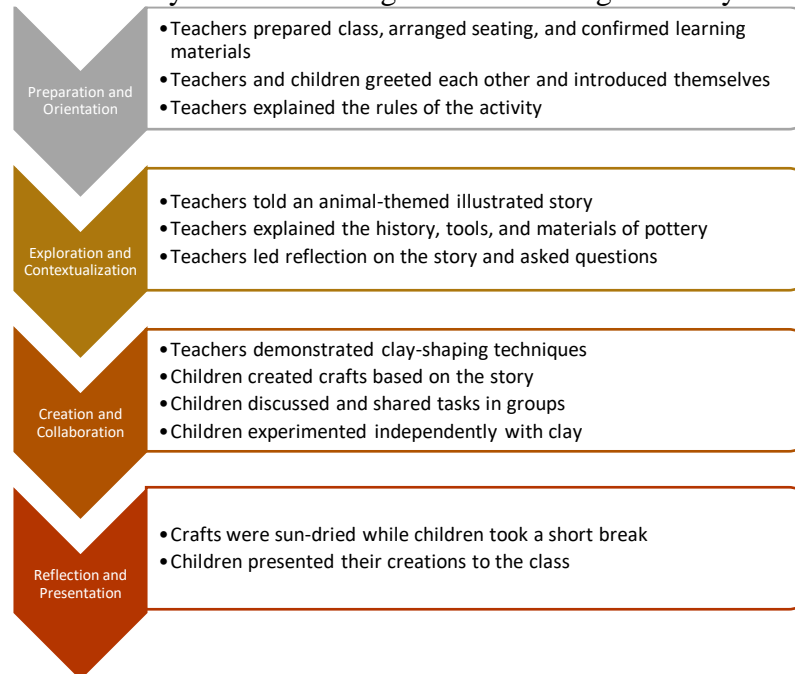 Preparation and
Orientation
•Teachers prepared class, arranged seating, and confirmed learning
materials
•Teachers and children greeted each other and introduced themselves
•Teachers explained the rules of the activity
Exploration and
Contextualization
•Teachers told an animal-themed illustrated story
•Teachers explained the history, tools, and materials of pottery
•Teachers led reflection on the story and asked questions
Creation and
Collaboration
•Teachers demonstrated clay-shaping techniques
•Children created crafts based on the story
•Children discussed and shared tasks in groups
•Children experimented independently with clay
Reflection and
Presentation
•Crafts were sun-dried while children took a short break
•Children presented their creations to the class